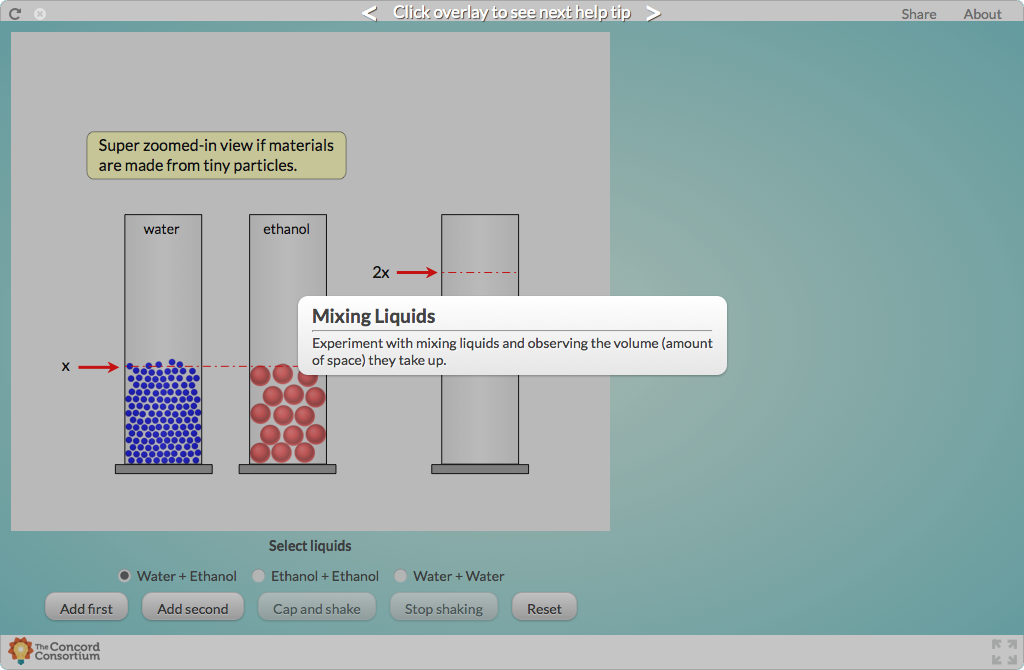 < Click overlay to see next help tip >
Share About
Super zoomed-in view if materials
are made from tiny particles.
water
ethanol
2x
Mixing Liquids
Experiment with mixing liquids and observing the volume (amount
of space) they take up.
x
Select liquids
Water + Ethanol Ethanol + Ethanol Water + Water
Add first Add second Cap and shake Stop shaking Reset
The Concord
Consortium